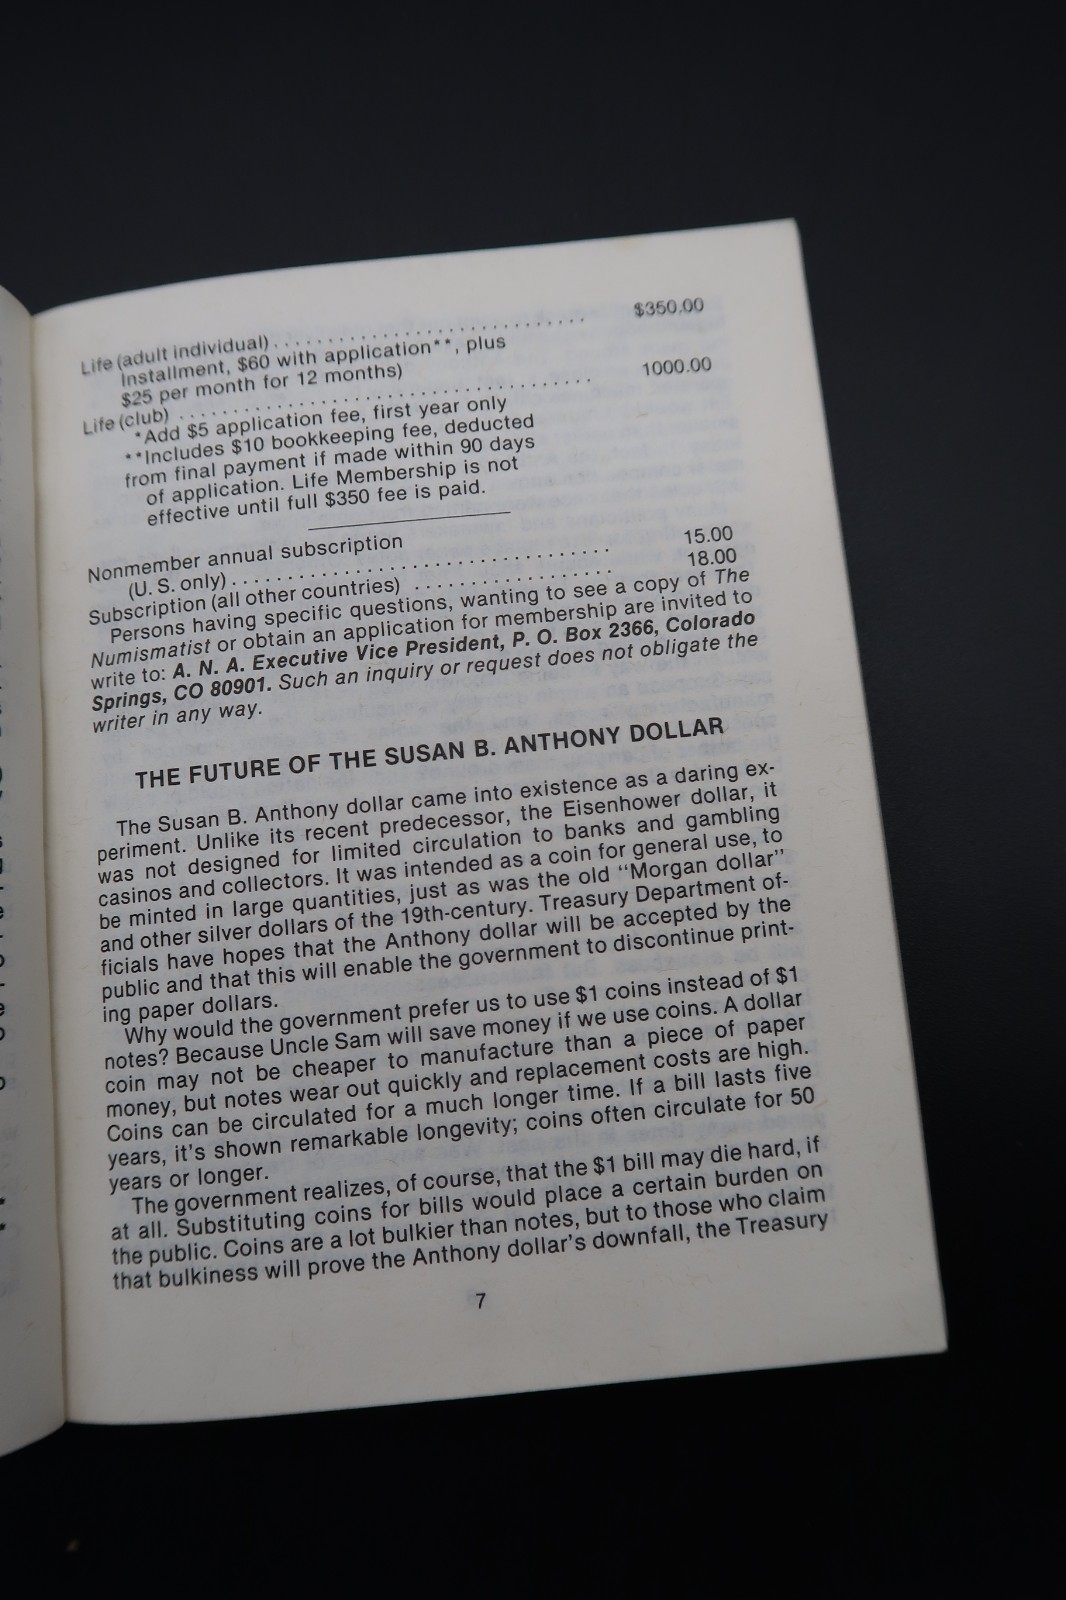 Life (adult individual) . . . . . . . . . . . . . . . . . . . . . . . . . . . . . $350.00
Installment, $60 with application**, plus
$25 per month for 12 months)
Life (club) . . . . . . . . . . . . . . . . . . . . . . . . . . . . . . . . . . . . . . 1000.00
*Add $5 application fee, first year only
**Includes $10 bookkeeping fee, deducted
from final payment if made within 90 days
of application. Life Membership is not
effective until full $350 fee is paid.
Nonmember annual subscription
(U. S. only) . . . . . . . . . . . . . . . . . . . . . . . . . . . . . . . . . . 15.00
Subscription (all other countries) . . . . . . . . . . . . . . . . . . 18.00
Persons having specific questions, wanting to see a copy of The
Numismatist or obtain an application for membership are invited to
write to: A. N. A. Executive Vice President, P. O. Box 2366, Colorado
Springs, CO 80901. Such an inquiry or request does not obligate the
writer in any way.
THE FUTURE OF THE SUSAN B. ANTHONY DOLLAR
The Susan B. Anthony dollar came into existence as a daring ex-
periment. Unlike its recent predecessor, the Eisenhower dollar, it
was not designed for limited circulation to banks and gambling
casinos and collectors. It was intended as a coin for general use, to
be minted in large quantities, just as was the old "Morgan dollar"
and other silver dollars of the 19th-century. Treasury Department of-
ficials have hopes that the Anthony dollar will be accepted by the
public and that this will enable the government to discontinue print-
ing paper dollars.
Why would the government prefer us to use $1 coins instead of $1
notes? Because Uncle Sam will save money if we use coins. A dollar
coin may not be cheaper to manufacture than a piece of paper
money, but notes wear out quickly and replacement costs are high.
Coins can be circulated for a much longer time. If a bill lasts five
years, it's shown remarkable longevity; coins often circulate for 50
years or longer.
The government realizes, of course, that the $1 bill may die hard, if
at all. Substituting coins for bills would place a certain burden on
the public. Coins are a lot bulkier than notes, but to those who claim
that bulkiness will prove the Anthony dollar's downfall, the Treasury
7